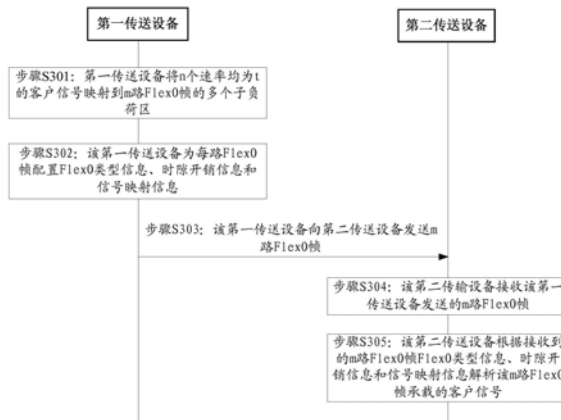 第一传送设备
第二传送设备
步骤S301：第一传送设备将n个速率均为t
的客户信号映射到m路FlexO帧的多个子负
荷区
步骤S302：该第一传送设备为每路FlexO
帧配置FlexO类型信息、时隙开销信息和
信号映射信息
步骤S303：该第一传送设备向第二传送设备发送m
路FlexO帧
步骤S304：该第二传输设备接收该第一
传送设备发送的m路FlexO帧
步骤S305：该第二传送设备根据接收到
的m路FlexO帧FlexO类型信息、时隙开
销信息和信号映射信息解析该m路FlexO
帧承载的客户信号